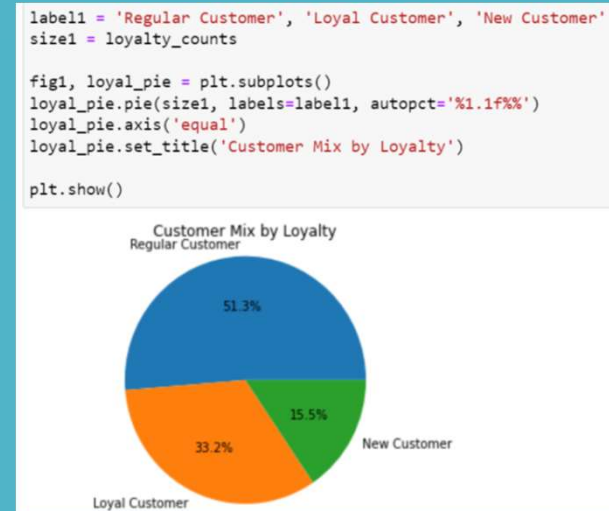 label1 = 'Regular Customer', 'Loyal Customer', 'New Customer'
size1 = loyalty_counts
fig1, loyal_pie = plt.subplots()
loyal_pie.pie(size1, labels=label1, autopct='%1.1f%%')
loyal_pie.axis('equal')
loyal_pie.set_title('Customer Mix by Loyalty')
plt.show()
Customer Mix by Loyalty
Regular Customer
51.3%
15.5%
33.2%
New Customer
Loyal Customer